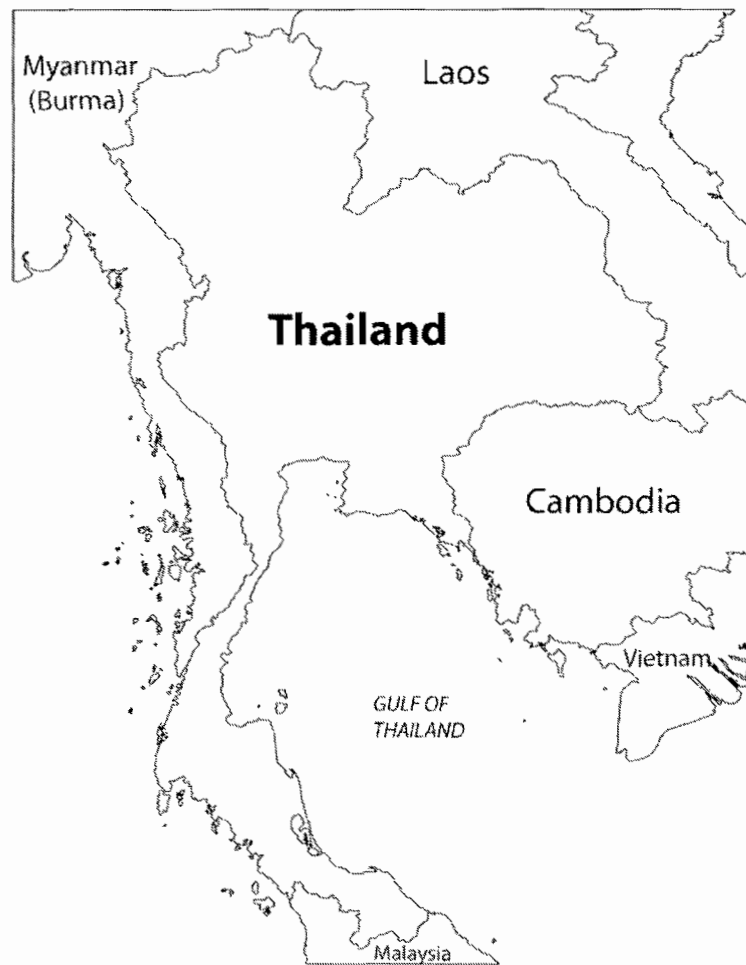 Myanmar
(Burma)
Laos
Thailand
Cambodia
Vietnam
GULF OF
THAILAND
Malaysia